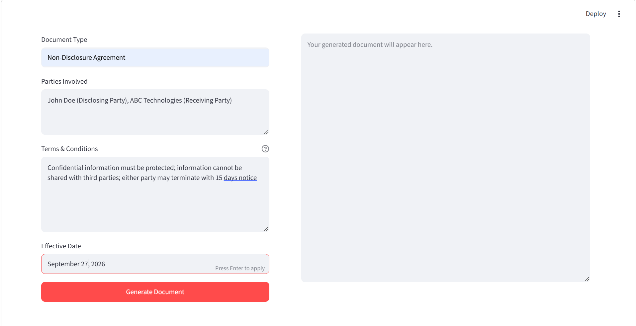 Deploy
Document Type
Non-Disclosure Agreement
Parties Involved
John Doe (Disclosing Party), ABC Technologies (Receiving Party)
Terms & Conditions
Confidential information must be protected; information cannot be
shared with third parties; either party may terminate with 15 days notice
Effective Date
September 27, 2026
Press Enter to apply
Generate Document
Your generated document will appear here.